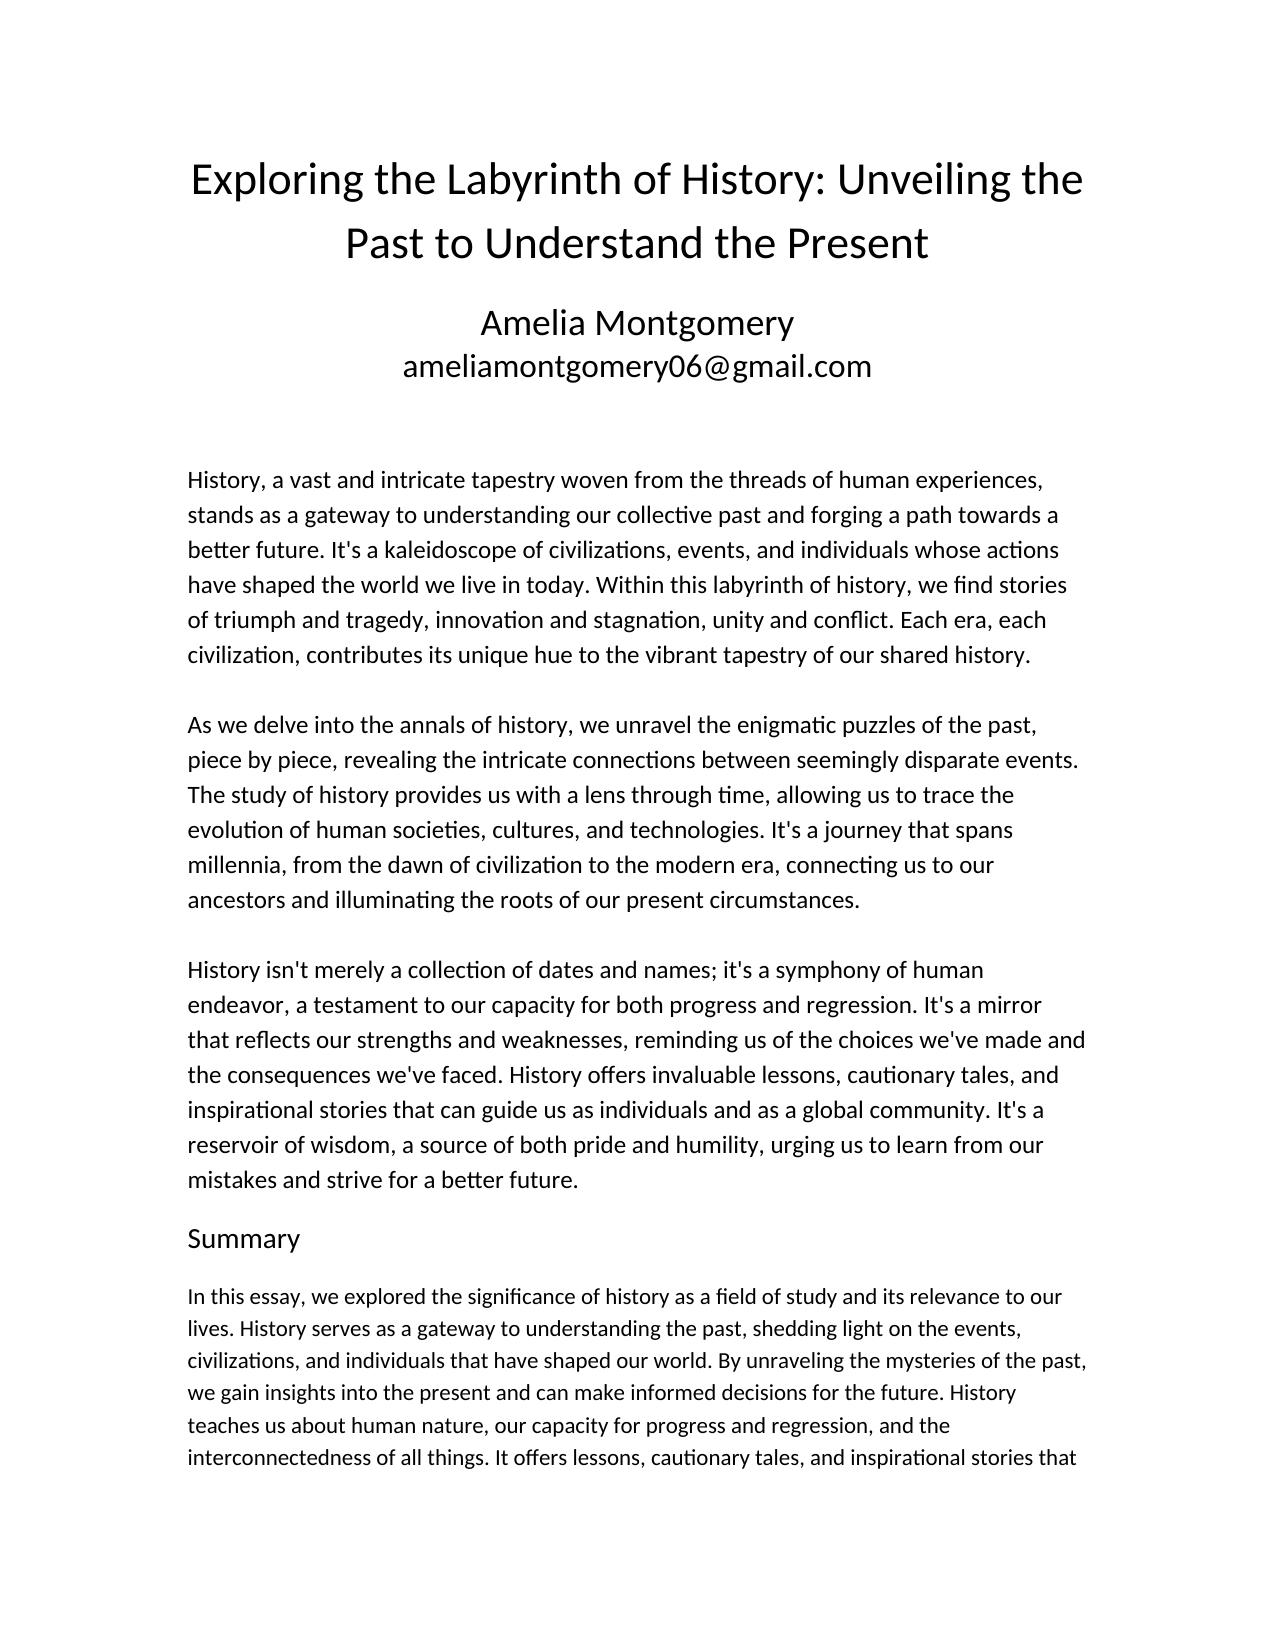 Exploring the Labyrinth of History: Unveiling the
Past to Understand the Present
Amelia Montgomery
ameliamontgomery06@gmail.com
History, a vast and intricate tapestry woven from the threads of human experiences,
stands as a gateway to understanding our collective past and forging a path towards a
better future. It's a kaleidoscope of civilizations, events, and individuals whose actions
have shaped the world we live in today. Within this labyrinth of history, we find stories
of triumph and tragedy, innovation and stagnation, unity and conflict. Each era, each
civilization, contributes its unique hue to the vibrant tapestry of our shared history.
As we delve into the annals of history, we unravel the enigmatic puzzles of the past,
piece by piece, revealing the intricate connections between seemingly disparate events.
The study of history provides us with a lens through time, allowing us to trace the
evolution of human societies, cultures, and technologies. It's a journey that spans
millennia, from the dawn of civilization to the modern era, connecting us to our
ancestors and illuminating the roots of our present circumstances.
History isn't merely a collection of dates and names; it's a symphony of human
endeavor, a testament to our capacity for both progress and regression. It's a mirror
that reflects our strengths and weaknesses, reminding us of the choices we've made and
the consequences we've faced. History offers invaluable lessons, cautionary tales, and
inspirational stories that can guide us as individuals and as a global community. It's a
reservoir of wisdom, a source of both pride and humility, urging us to learn from our
mistakes and strive for a better future.
Summary
In this essay, we explored the significance of history as a field of study and its relevance to our
lives. History serves as a gateway to understanding the past, shedding light on the events,
civilizations, and individuals that have shaped our world. By unraveling the mysteries of the past,
we gain insights into the present and can make informed decisions for the future. History
teaches us about human nature, our capacity for progress and regression, and the
interconnectedness of all things. It offers lessons, cautionary tales, and inspirational stories that